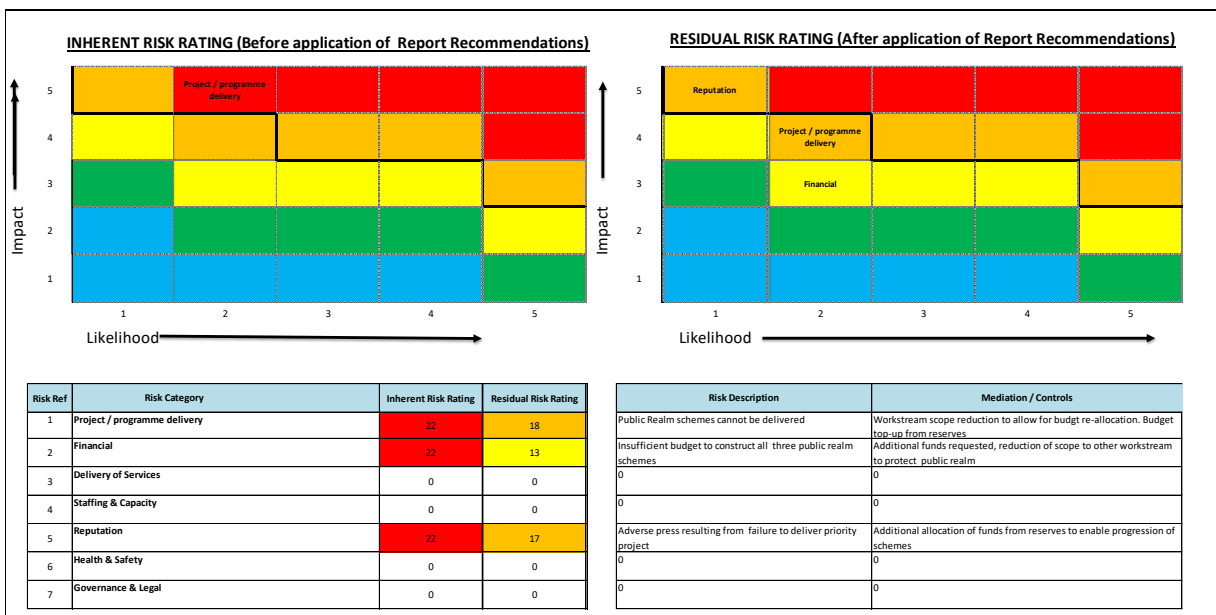 INHERENT RISK RATING (Before application of Report Recommendations)
RESIDUAL RISK RATING (After application of Report Recommendations)
Impact
5
Project / programme
delivery
4
3
2
1
1 2 3 4 5
Likelihood
Impact
5
Reputation
4
Project / programme
delivery
3
Financial
2
1
1 2 3 4 5
Likelihood
Risk Ref Risk Category Inherent Risk Rating Residual Risk Rating
1 Project / programme delivery 22 18
2 Financial 22 13
3 Delivery of Services 0 0
4 Staffing & Capacity 0 0
5 Reputation 22 17
6 Health & Safety 0 0
7 Governance & Legal 0 0
Risk Description Mediation / Controls
Public Realm schemes cannot be delivered
Workstream scope reduction to allow for budgt re-allocation. Budget
top-up from reserves
Insufficient budget to construct all three public realm
schemes
Additional funds requested, reduction of scope to other workstream
to protect public realm
0 0
0 0
Adverse press resulting from failure to deliver priority
project
Additional allocation of funds from reserves to enable progression of
schemes
0 0
0 0